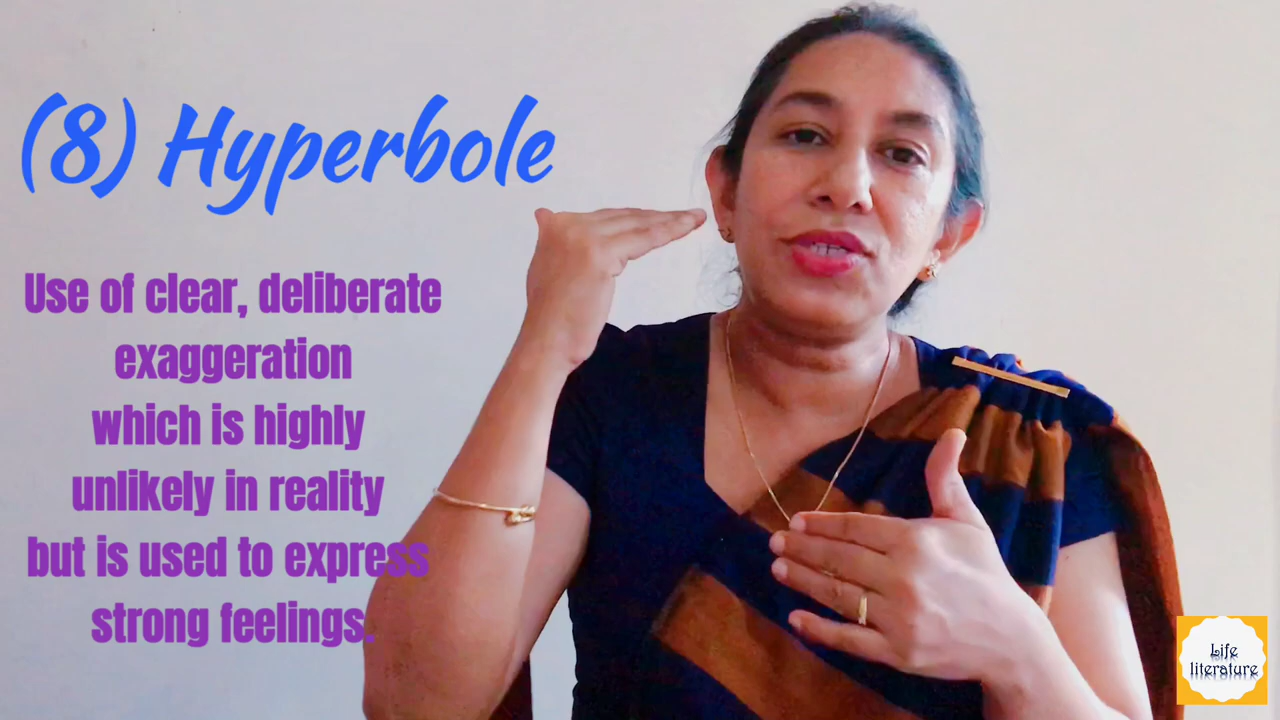 (8) Hyperbole
Use of clear, deliberate
exaggeration
which is highly
unlikely in reality
but is used to express
strong feelings.
Life
literature